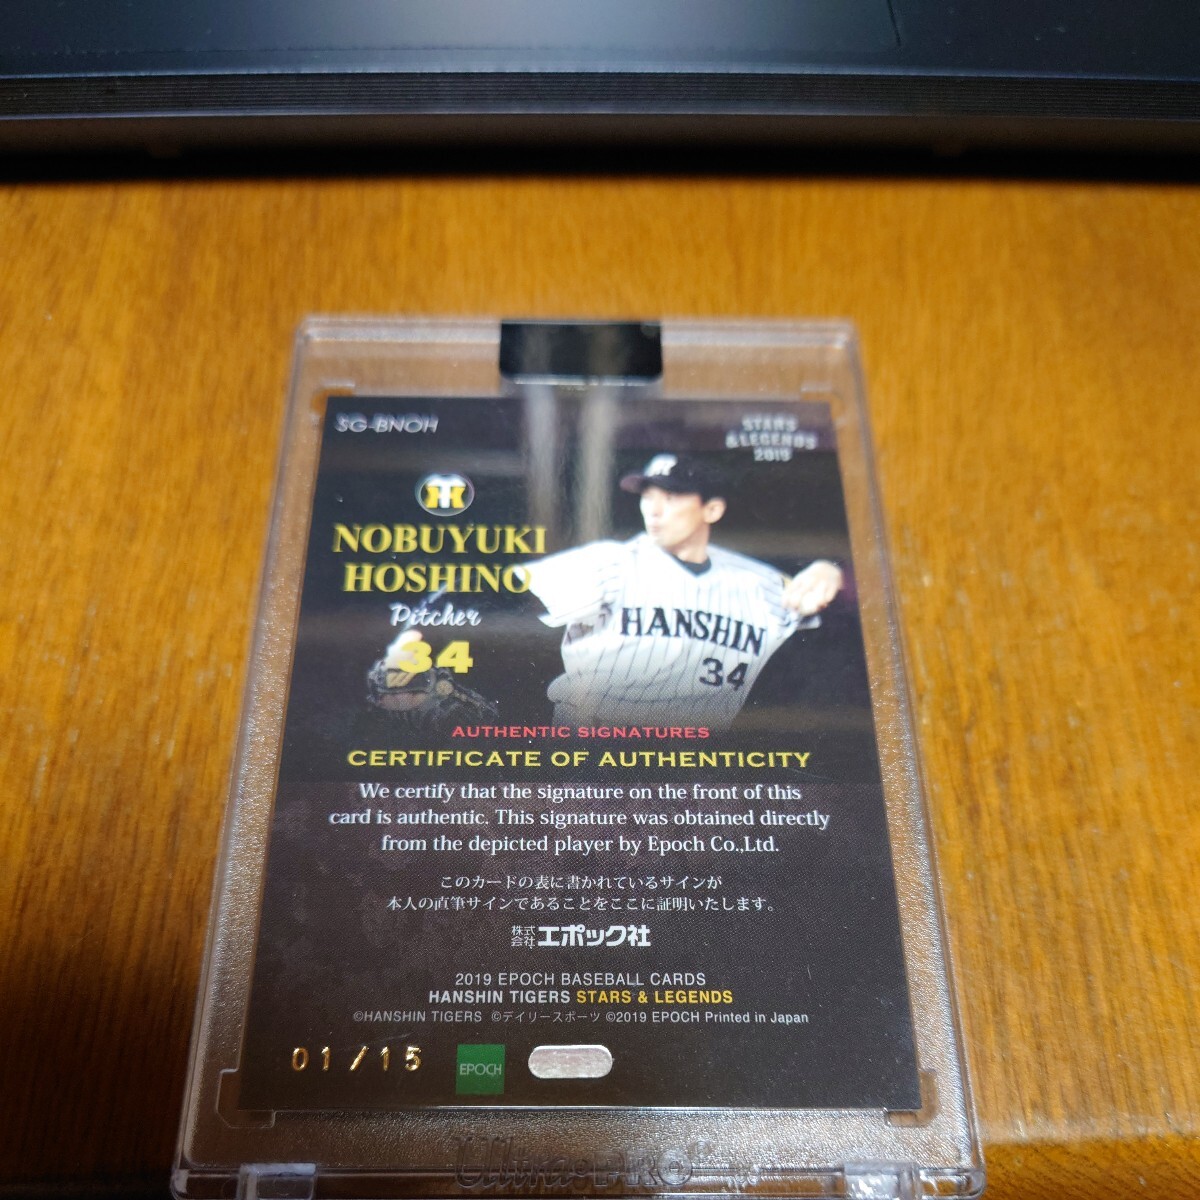 SG-BNOH
STARS
& LEGENDS
2019
NOBUYUKI
HOSHINO
Pitcher
34
HANSHIN
34
AUTHENTIC SIGNATURES
CERTIFICATE OF AUTHENTICITY
We certify that the signature on the front of this
card is authentic. This signature was obtained directly
from the depicted player by Epoch Co.,Ltd.
このカードの表に書かれているサインが
本人の直筆サインであることをここに証明いたします。
株式会社エポック社
2019 EPOCH BASEBALL CARDS
HANSHIN TIGERS STARS & LEGENDS
©HANSHIN TIGERS ©デイリースポーツ ©2019 EPOCH Printed in Japan
01/15
EPOCH
Ultra PRO